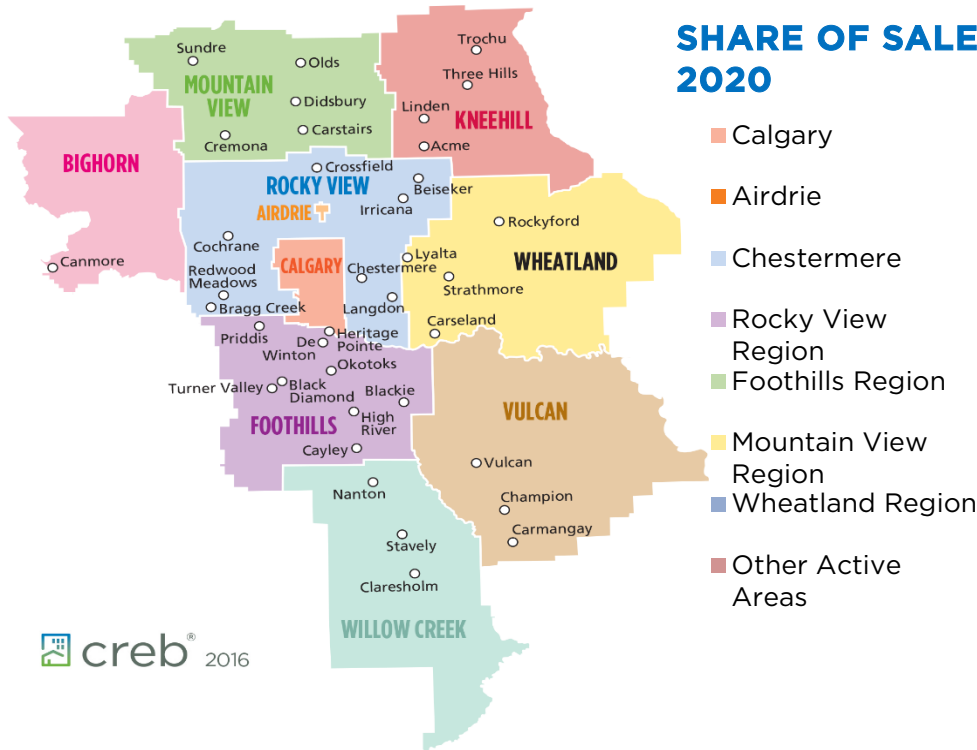 SHARE OF SALE
2020
Calgary
Airdrie
Chestermere
Rocky View
Region
Foothills Region
Mountain View
Region
Wheatland Region
Other Active
Areas
Sundre
Olds
MOUNTAIN
VIEW
Didsbury
Carstairs
Cremona
Trochu
Three Hills
Linden
KNEEHILL
Acme
BIGHORN
Canmore
Crossfield
ROCKY VIEW
Beiseker
Irricana
AIRDRIE
Cochrane
CALGARY
Chestermere
Redwood
Meadows
Bragg Creek
Langdon
Rockyford
Lyalta
WHEATLAND
Strathmore
Carseland
Priddis
De
Winton
Heritage
Pointe
Okotoks
Turner Valley
Black
Diamond
Blackie
FOOTHILLS
High
River
Cayley
VULCAN
Vulcan
Champion
Carmangay
Nanton
Stavely
Claresholm
WILLOW CREEK
creb® 2016